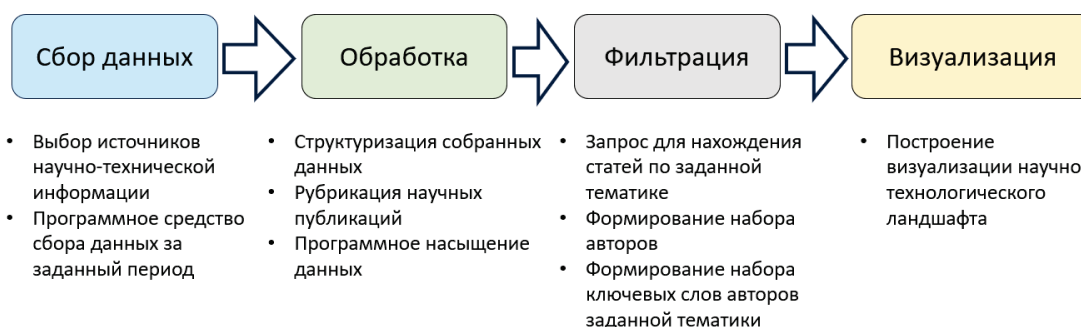 Сбор данных
Обработка
Фильтрация
Визуализация
• Выбор источников
научно-технической
информации
• Программное средство
сбора данных за
заданный период
• Структуризация собранных
данных
• Рубрикация научных
публикаций
• Программное насыщение
данных
• Запрос для нахождения
статей по заданной
тематике
• Формирование набора
авторов
• Формирование набора
ключевых слов авторов
заданной тематики
• Построение
визуализации научно
технологического
ландшафта